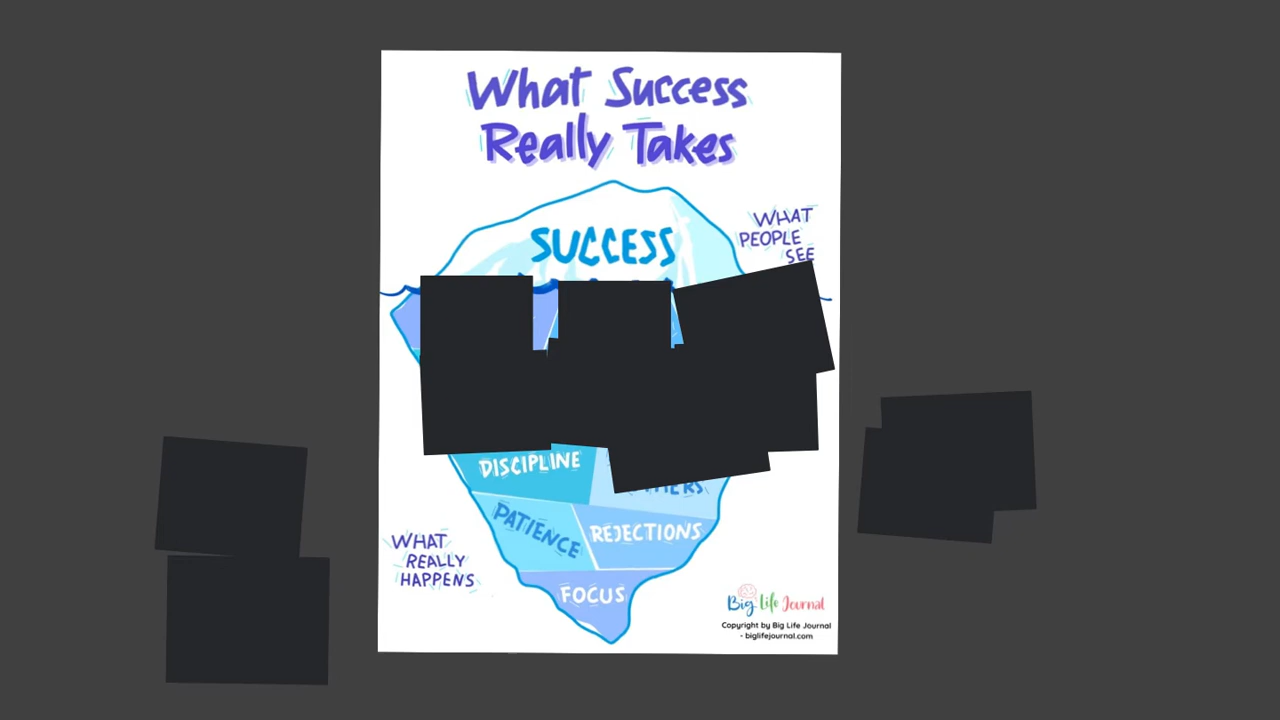 What Success
Really Takes
WHAT
PEOPLE
SEE
SUCCESS
DISCIPLINE
PATIENCE
REJECTIONS
WHAT
REALLY
HAPPENS
FOCUS
Big Life Journal
Copyright by Big Life Journal
- biglifejournal.com